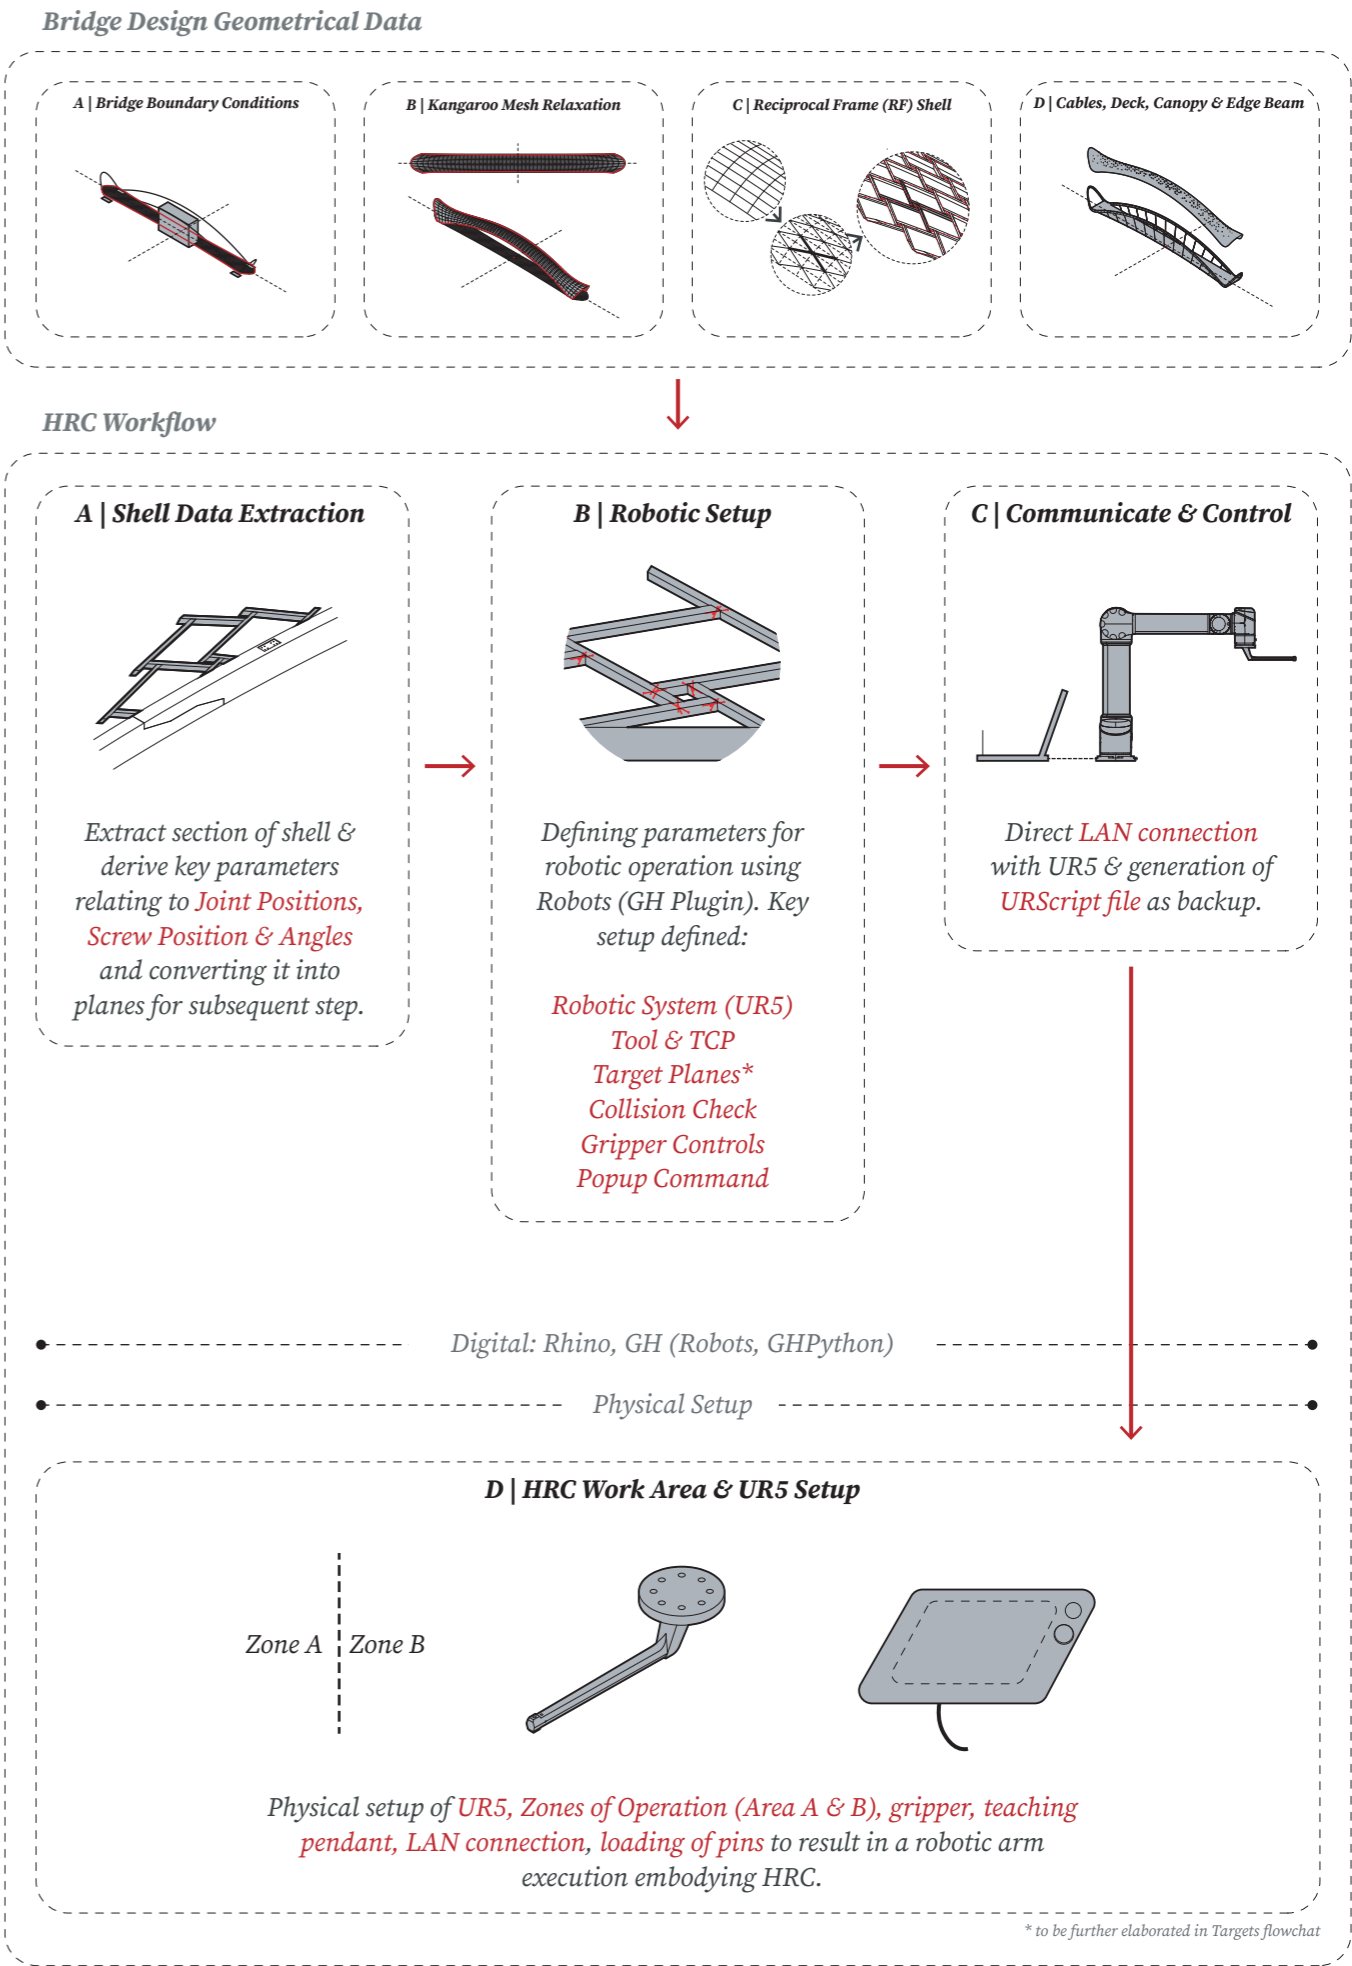 Bridge Design Geometrical Data
A | Bridge Boundary Conditions
B | Kangaroo Mesh Relaxation
C | Reciprocal Frame (RF) Shell
D | Cables, Deck, Canopy & Edge Beam
HRC Workflow
A | Shell Data Extraction
Extract section of shell &
derive key parameters
relating to Joint Positions,
Screw Position & Angles
and converting it into
planes for subsequent step.
B | Robotic Setup
Defining parameters for
robotic operation using
Robots (GH Plugin). Key
setup defined:
Robotic System (UR5)
Tool & TCP
Target Planes*
Collision Check
Gripper Controls
Popup Command
C | Communicate & Control
Direct LAN connection
with UR5 & generation of
URScript file as backup.
Digital: Rhino, GH (Robots, GHPython)
Physical Setup
D | HRC Work Area & UR5 Setup
Zone A
Zone B
Physical setup of UR5, Zones of Operation (Area A & B), gripper, teaching
pendant, LAN connection, loading of pins to result in a robotic arm
execution embodying HRC.
* to be further elaborated in Targets flowchat